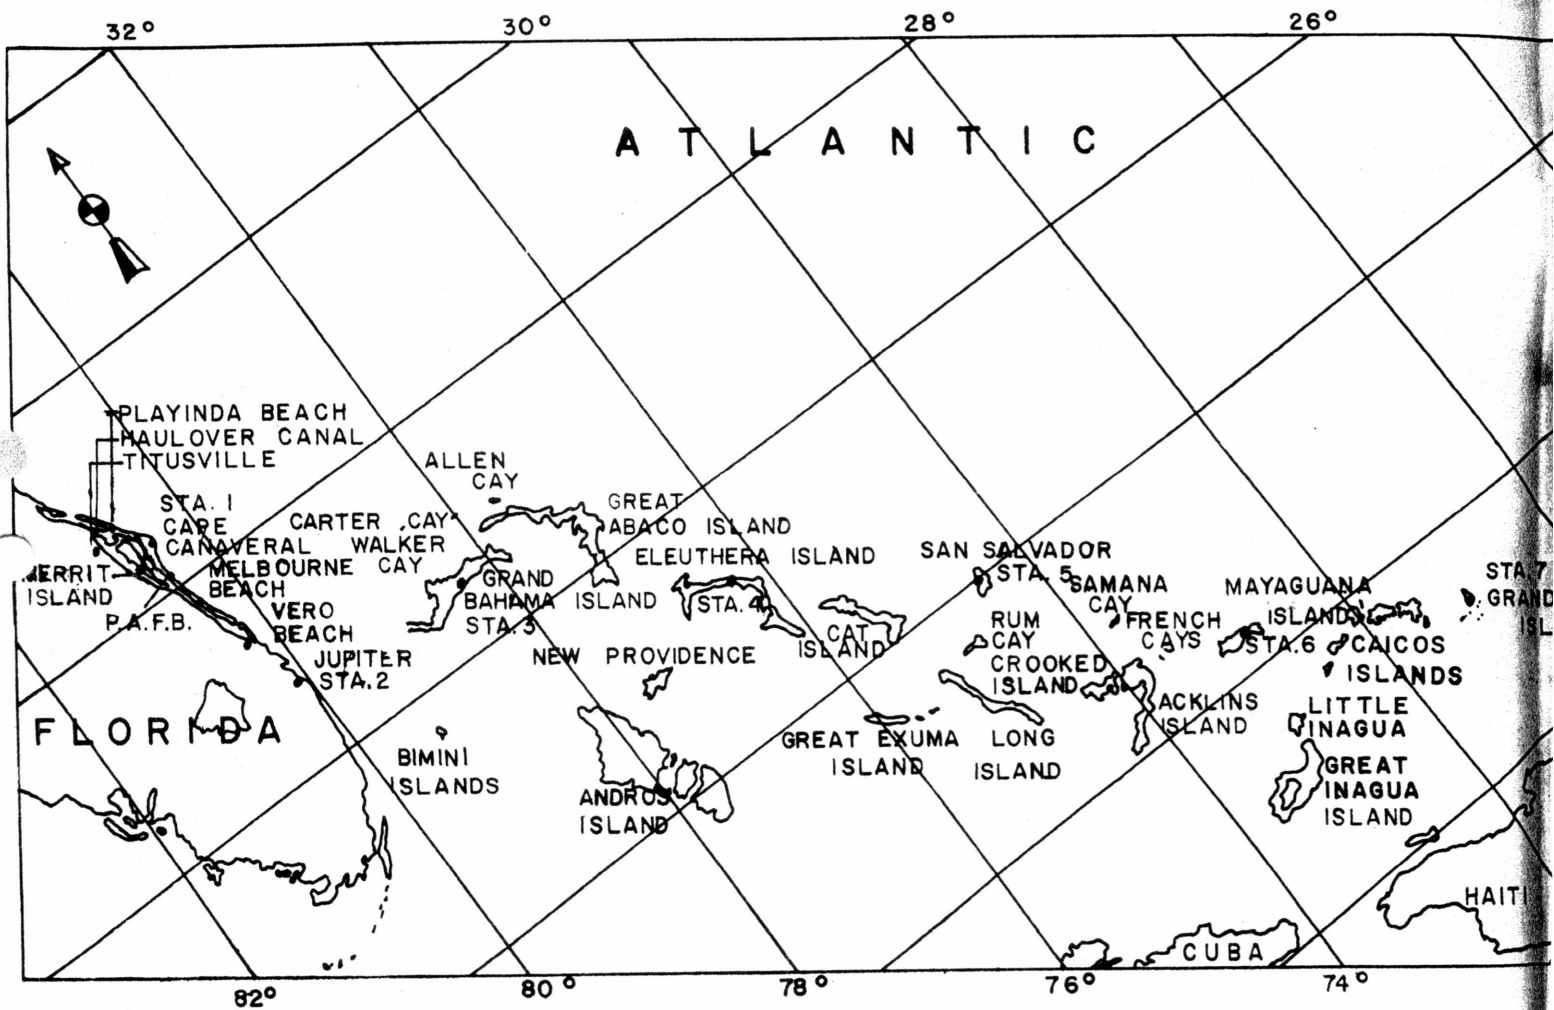 32° 30° 28° 26°
ATLANTIC
PLAYINDA BEACH
HAULOVER CANAL
TITUSVILLE
STA. 1
CAPE
CANAVERAL
MERRIT
ISLAND
P.A.F.B.
MELBOURNE
BEACH
VERO
BEACH
JUPITER
STA. 2
FLORIDA
ALLEN
CAY
CARTER CAY
WALKER
CAY
GREAT
ABACO ISLAND
GRAND
BAHAMA ISLAND
STA. 3
ELEUTHERA ISLAND
STA. 4
NEW PROVIDENCE
BIMINI
ISLANDS
ANDROS
ISLAND
CAT
ISLAND
GREAT EXUMA
ISLAND
LONG
ISLAND
SAN SALVADOR
STA. 5
RUM
CAY
CROOKED
ISLAND
SAMANA
CAY
FRENCH
CAYS
ACKLINS
ISLAND
MAYAGUANA
ISLAND
STA. 6
CAICOS
ISLANDS
LITTLE
INAGUA
GREAT
INAGUA
ISLAND
STA. 7
GRAND
ISL
HAITI
CUBA
82° 80° 78° 76° 74°